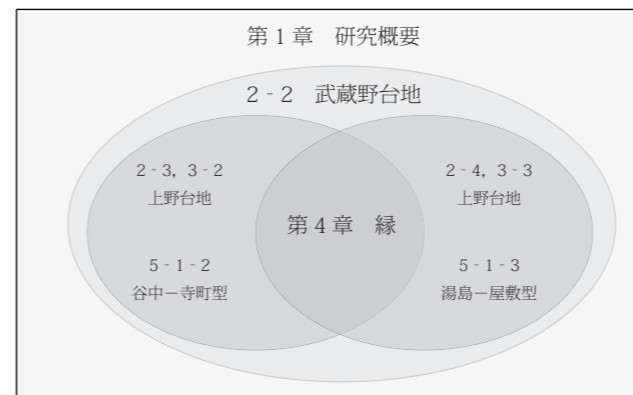 第1章　研究概要
2‐2　武蔵野台地
2‐3, 3‐2
上野台地
2‐4, 3‐3
上野台地
第4章　縁
5‐1‐2
谷中ー寺町型
5‐1‐3
湯島ー屋敷型